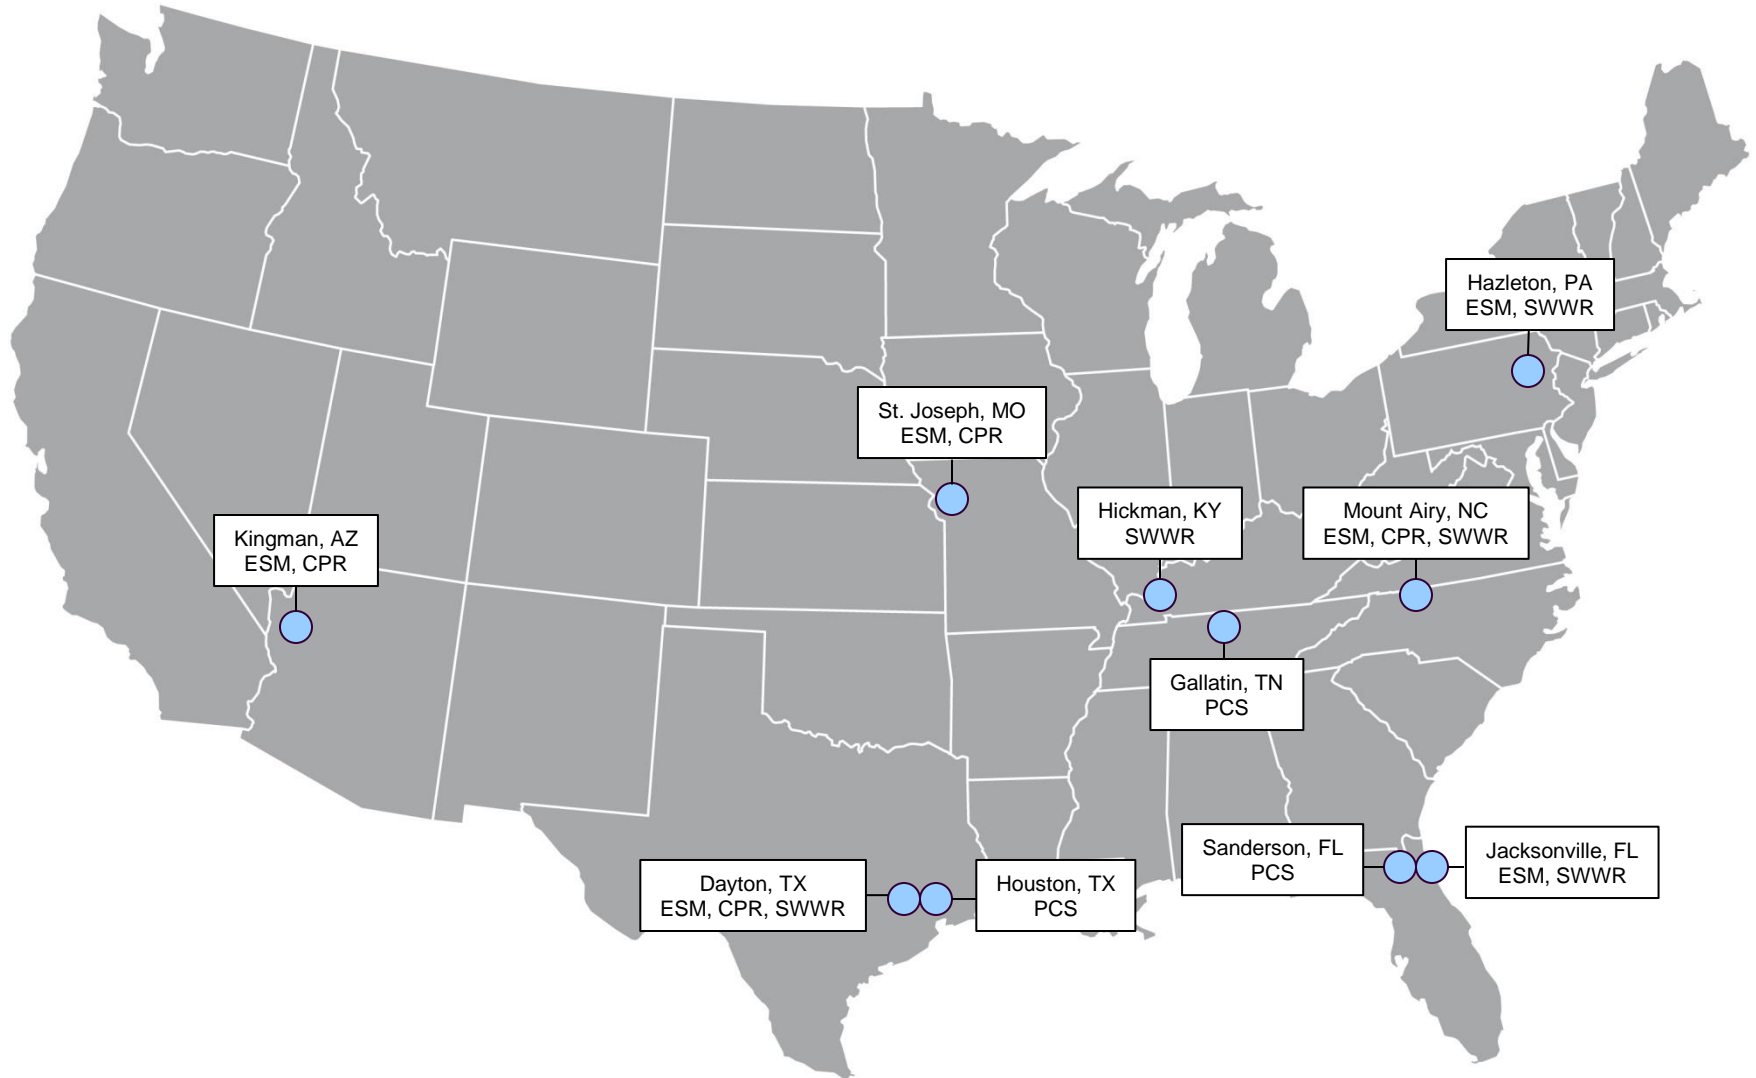 Hazleton, PA
ESM, SWWR
St. Joseph, MO
ESM, CPR
Hickman, KY
SWWR
Mount Airy, NC
ESM, CPR, SWWR
Kingman, AZ
ESM, CPR
Gallatin, TN
PCS
Sanderson, FL
PCS
Jacksonville, FL
ESM, SWWR
Dayton, TX
ESM, CPR, SWWR
Houston, TX
PCS